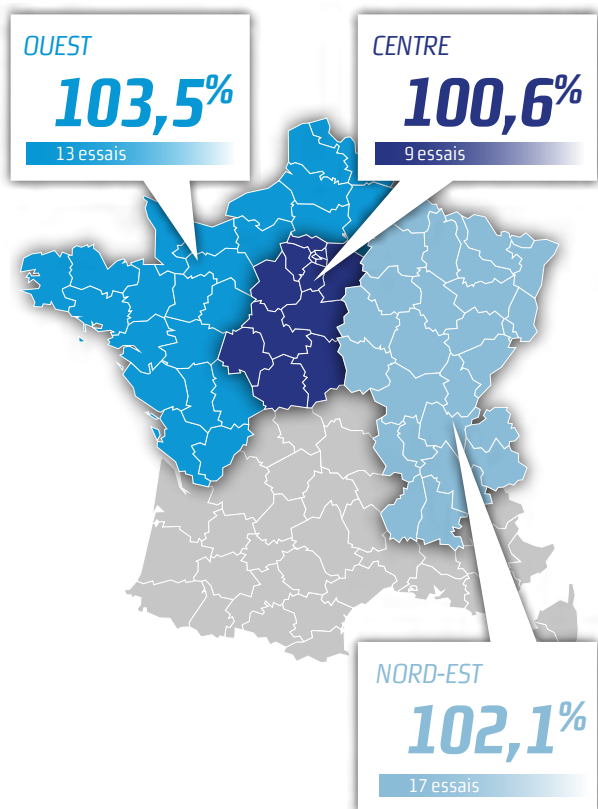 OUEST
103,5%
13 essais
CENTRE
100,6%
9 essais
NORD-EST
102,1%
17 essais